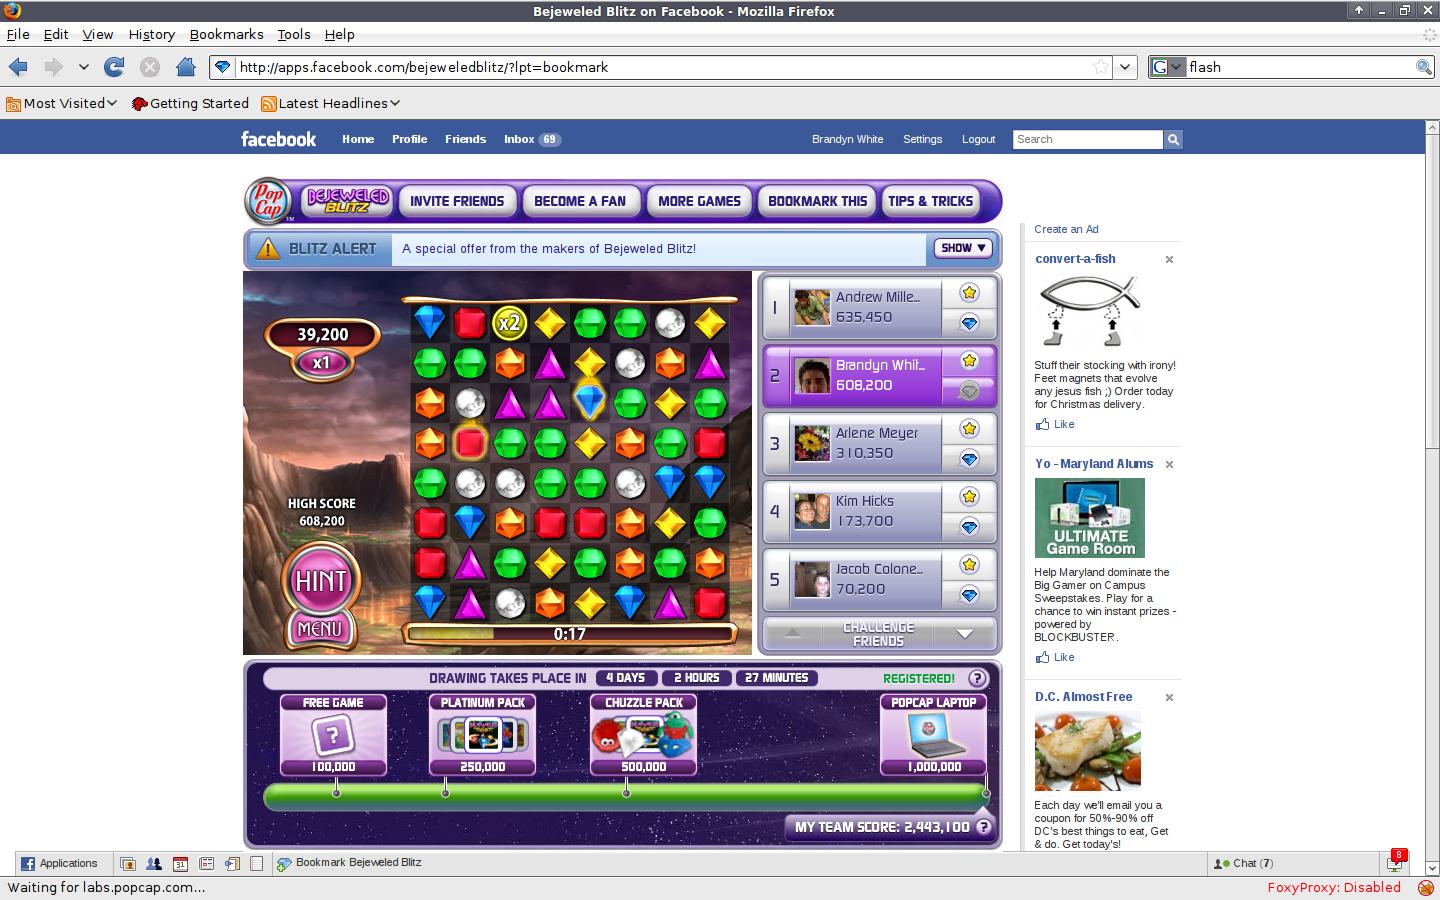 Bejeweled Blitz on Facebook - Mozilla Firefox
File Edit View History Bookmarks Tools Help
http://apps.facebook.com/bejeweledblitz/?lpt=bookmark
G flash
Most Visited Getting Started Latest Headlines
facebook Home Profile Friends Inbox 69 Brandyn White Settings Logout Search
Pop Cap TM BEJEWELED BLITZ INVITE FRIENDS BECOME A FAN MORE GAMES BOOKMARK THIS TIPS & TRICKS
BLITZ ALERT A special offer from the makers of Bejeweled Blitz! SHOW ▼
39,200
x1
x2
HIGH SCORE
608,200
HINT
MENU
0:17
1 Andrew Mille...
635,450
2 Brandyn Whit...
608,200
3 Arlene Meyer
310,350
4 Kim Hicks
173,700
5 Jacob Colone...
70,200
CHALLENGE
FRIENDS
DRAWING TAKES PLACE IN 4 DAYS 2 HOURS 27 MINUTES REGISTERED! ?
FREE GAME
?
100,000
PLATINUM PACK
250,000
CHUZZLE PACK
500,000
POPCAP LAPTOP
1,000,000
MY TEAM SCORE: 2,443,100 ?
Create an Ad
convert-a-fish
Stuff their stocking with irony!
Feet magnets that evolve
any jesus fish ;) Order today
for Christmas delivery.
Like
Yo - Maryland Alums
ULTIMATE
Game Room
Help Maryland dominate the
Big Gamer on Campus
Sweepstakes. Play for a
chance to win instant prizes -
powered by
BLOCKBUSTER.
Like
D.C. Almost Free
Each day we'll email you a
coupon for 50%-90% off
DC's best things to eat, Get
& do. Get today's!
Applications 31 Bookmark Bejeweled Blitz Chat (7) 8
Waiting for labs.popcap.com... FoxyProxy: Disabled